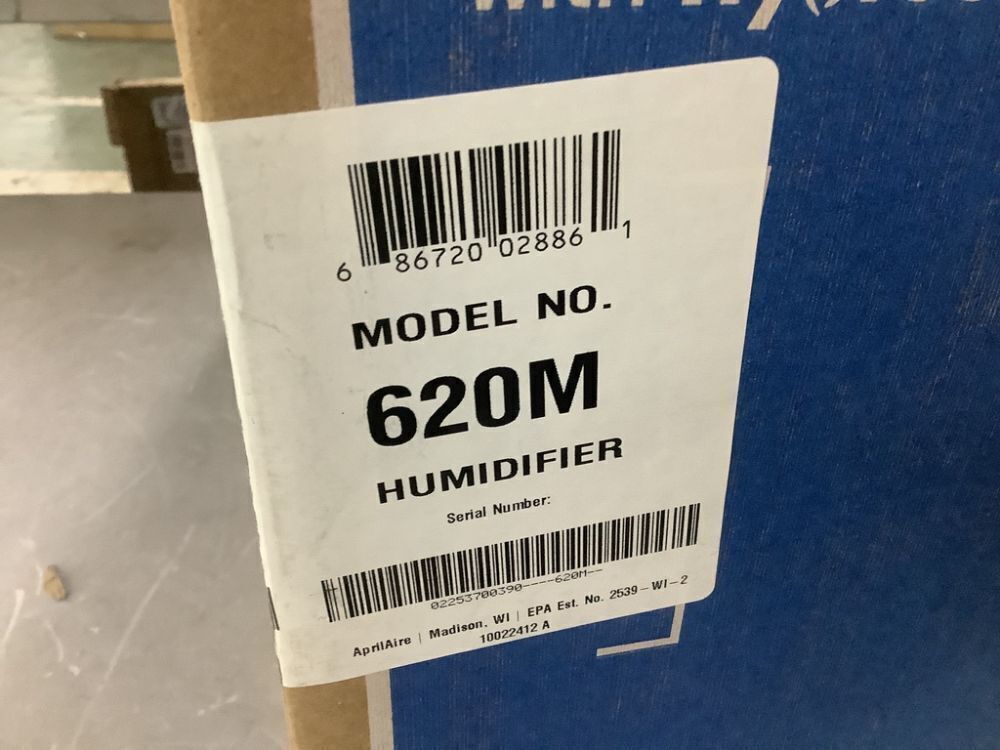 with
6 86720 02886 1
MODEL NO.
620M
HUMIDIFIER
Serial Number:
02253700390----620M--
AprilAire | Madison, WI | EPA Est. No. 2539-WI-2
10022412 A